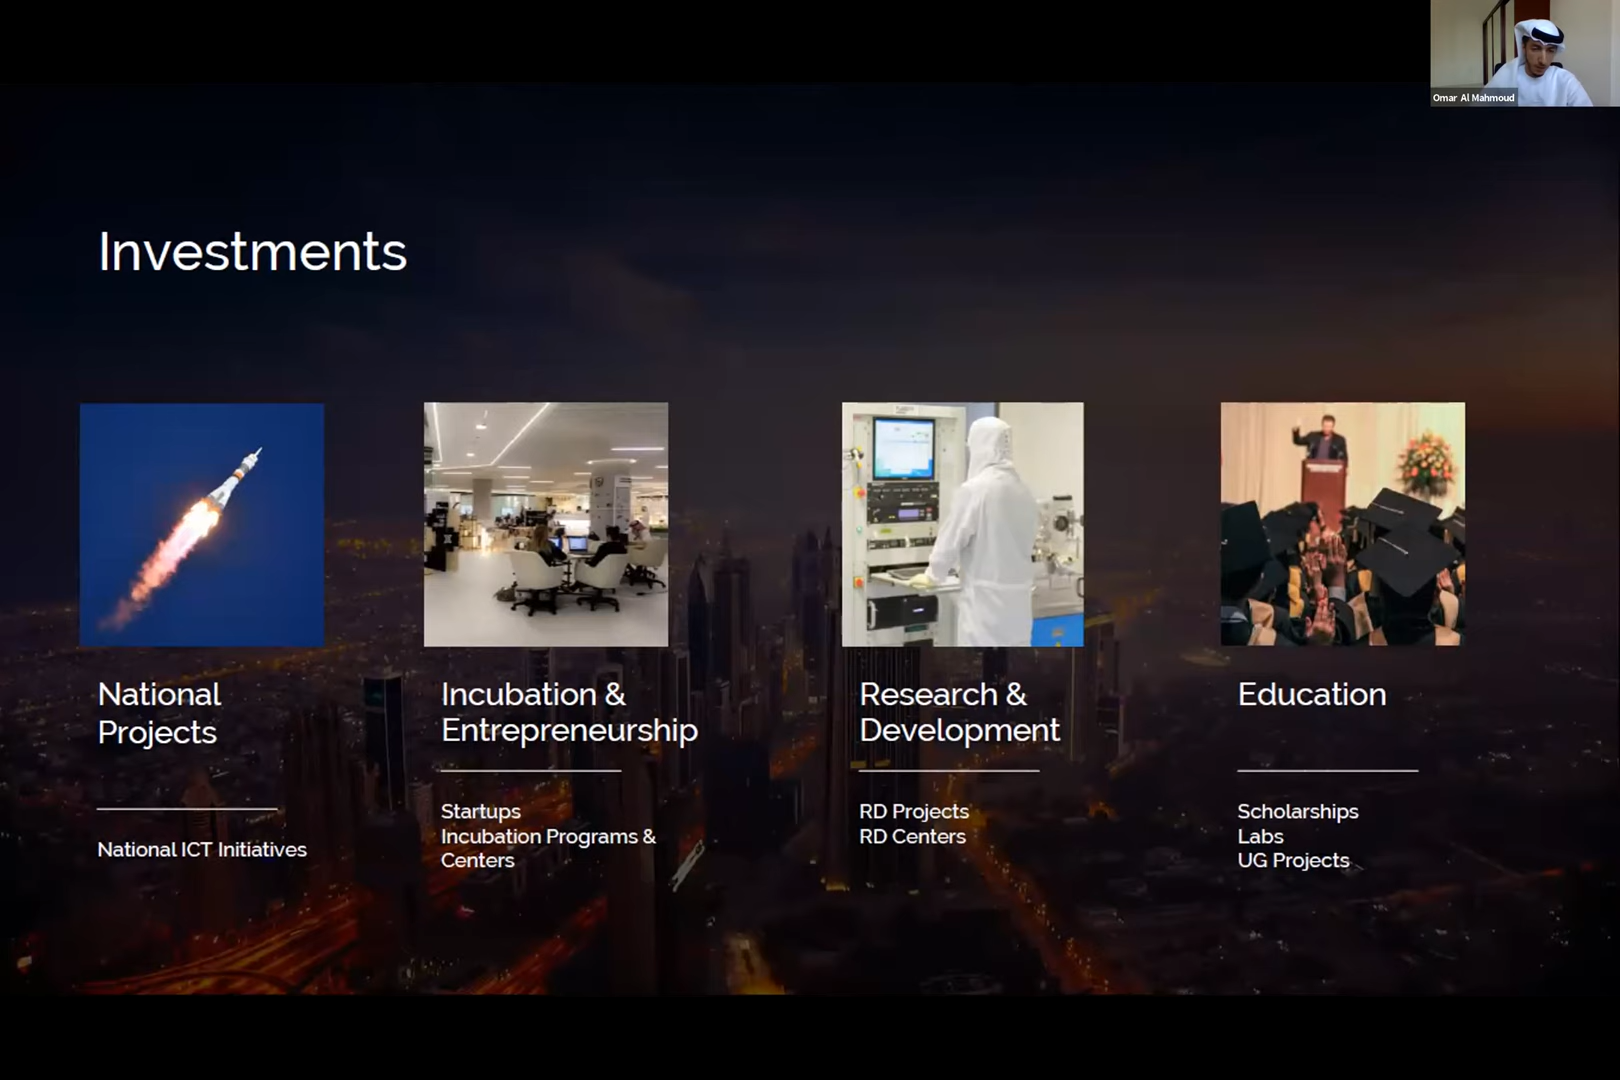 Omar Al Mahmoud
Investments
National
Projects
National ICT Initiatives
Incubation &
Entrepreneurship
Startups
Incubation Programs &
Centers
Research &
Development
RD Projects
RD Centers
Education
Scholarships
Labs
UG Projects